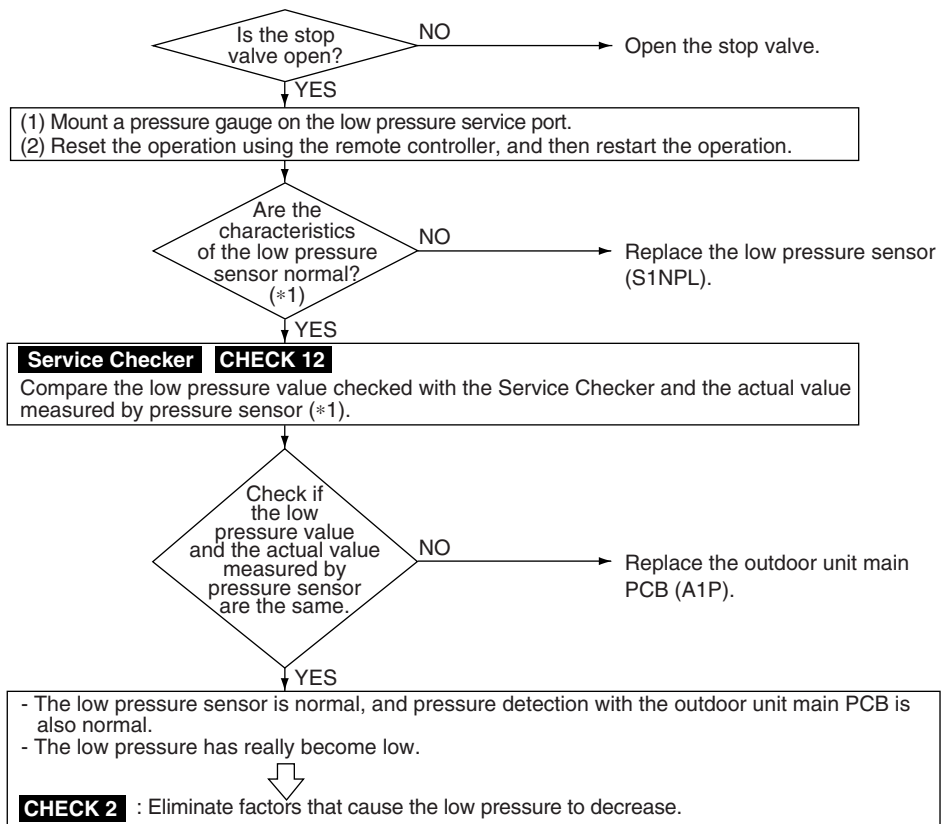 Is the stop
valve open?
NO
Open the stop valve.
YES
(1) Mount a pressure gauge on the low pressure service port.
(2) Reset the operation using the remote controller, and then restart the operation.
Are the
characteristics
of the low pressure
sensor normal?
(*1)
NO
Replace the low pressure sensor
(S1NPL).
YES
Service Checker CHECK 12
Compare the low pressure value checked with the Service Checker and the actual value
measured by pressure sensor (*1).
Check if
the low
pressure value
and the actual value
measured by
pressure sensor
are the same.
NO
Replace the outdoor unit main
PCB (A1P).
YES
- The low pressure sensor is normal, and pressure detection with the outdoor unit main PCB is
also normal.
- The low pressure has really become low.
CHECK 2 : Eliminate factors that cause the low pressure to decrease.